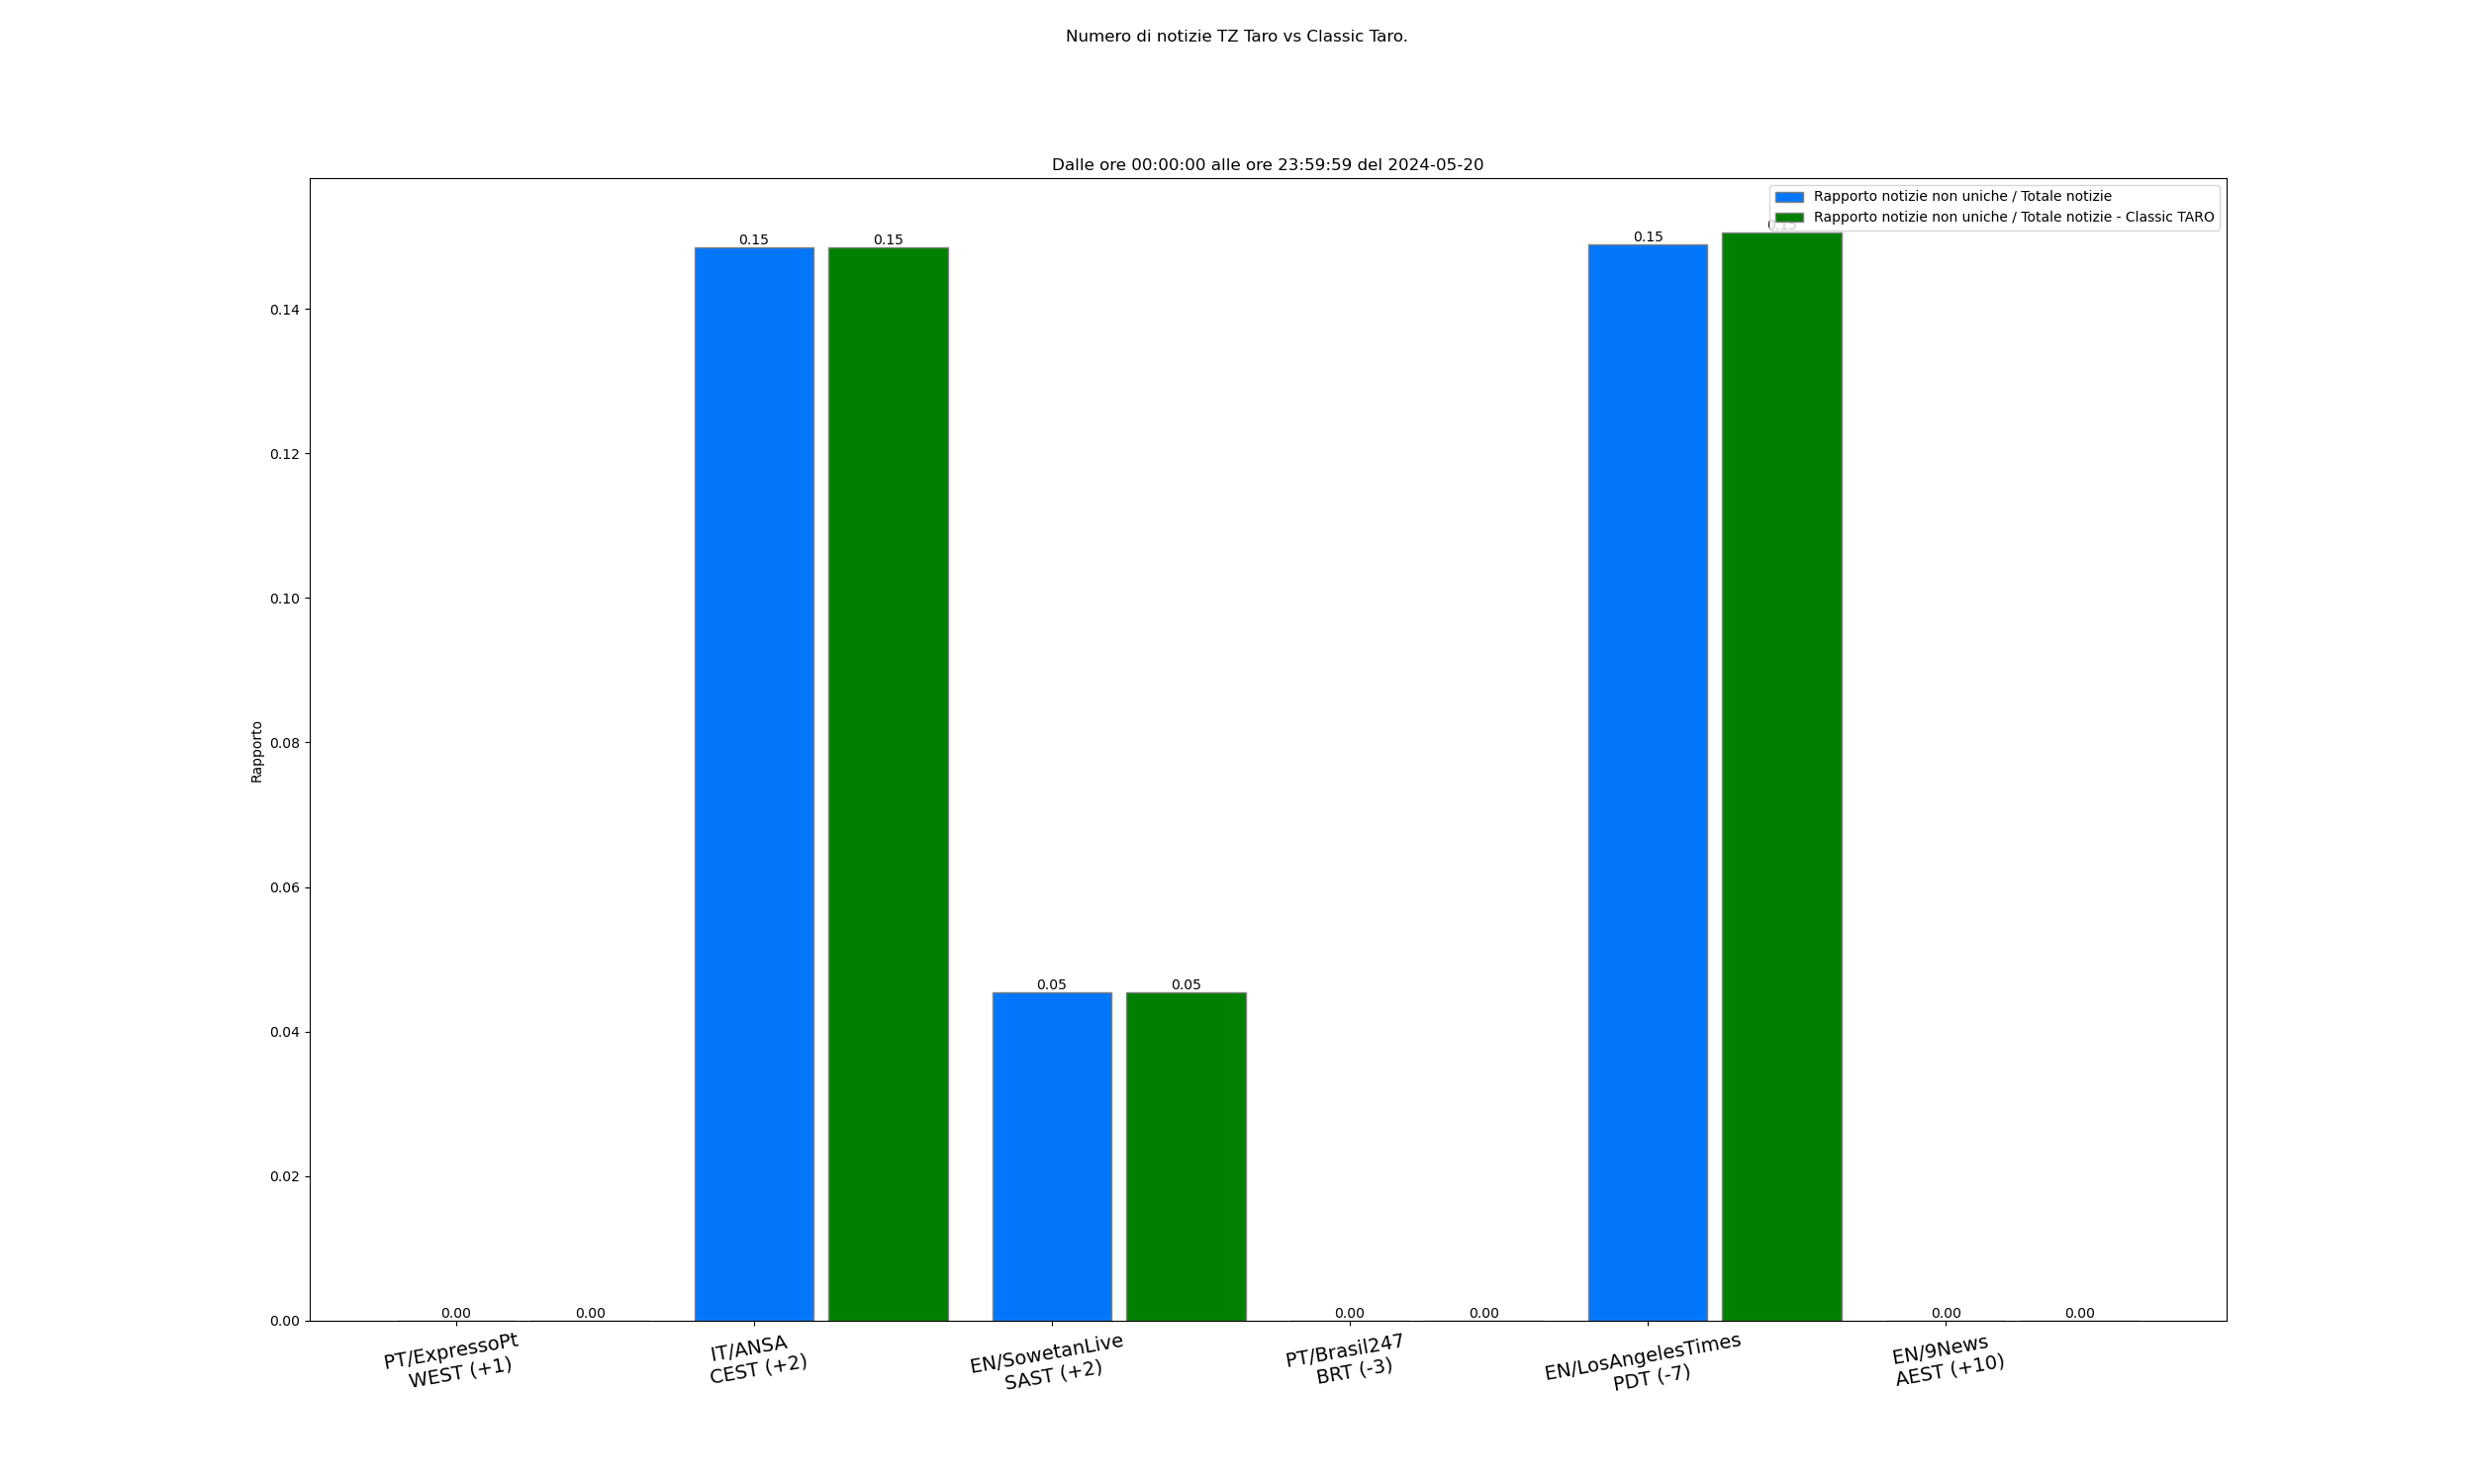 Numero di notizie TZ Taro vs Classic Taro.
Dalle ore 00:00:00 alle ore 23:59:59 del 2024-05-20
Rapporto notizie non uniche / Totale notizie
Rapporto notizie non uniche / Totale notizie - Classic TARO
0.15
0.15
0.15
0.15
0.14
0.12
0.10
0.08
0.06
0.04
0.02
0.00
Rapporto
0.05
0.05
0.00
0.00
0.00
0.00
0.00
0.00
PT/ExpressoPt
WEST (+1)
IT/ANSA
CEST (+2)
EN/SowetanLive
SAST (+2)
PT/Brasil247
BRT (-3)
EN/LosAngelesTimes
PDT (-7)
EN/9News
AEST (+10)